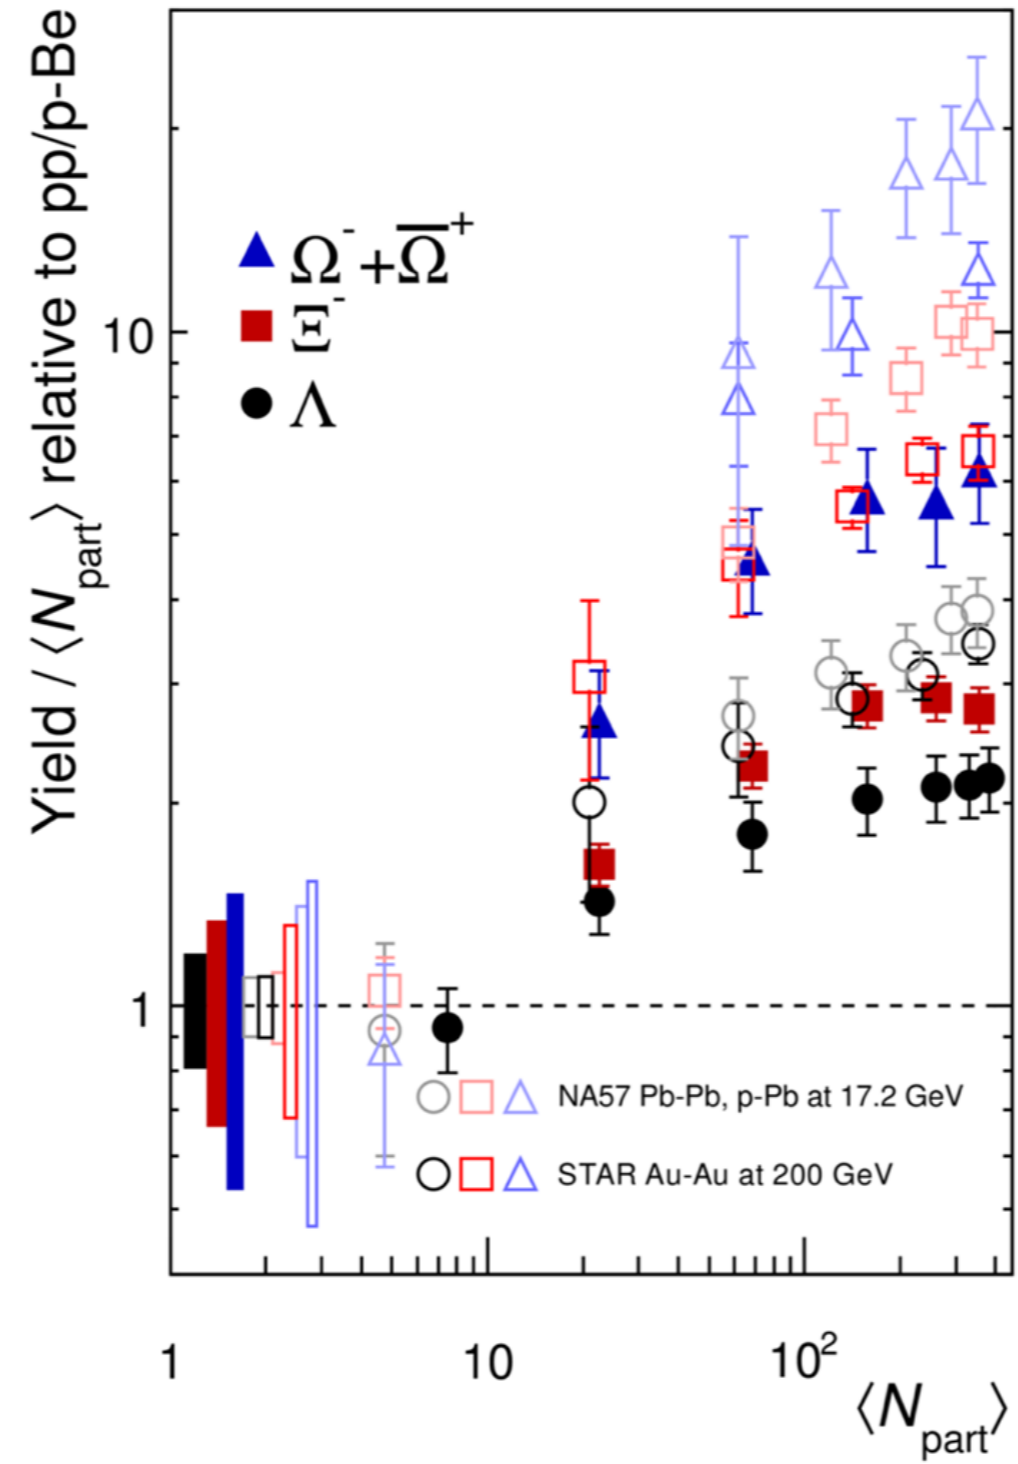 Yield / ⟨N_part⟩ relative to pp/p-Be
Ω⁻+Ω̅⁺
Ξ⁻
Λ
10
1
NA57 Pb-Pb, p-Pb at 17.2 GeV
STAR Au-Au at 200 GeV
1 10 10²
⟨N_part⟩